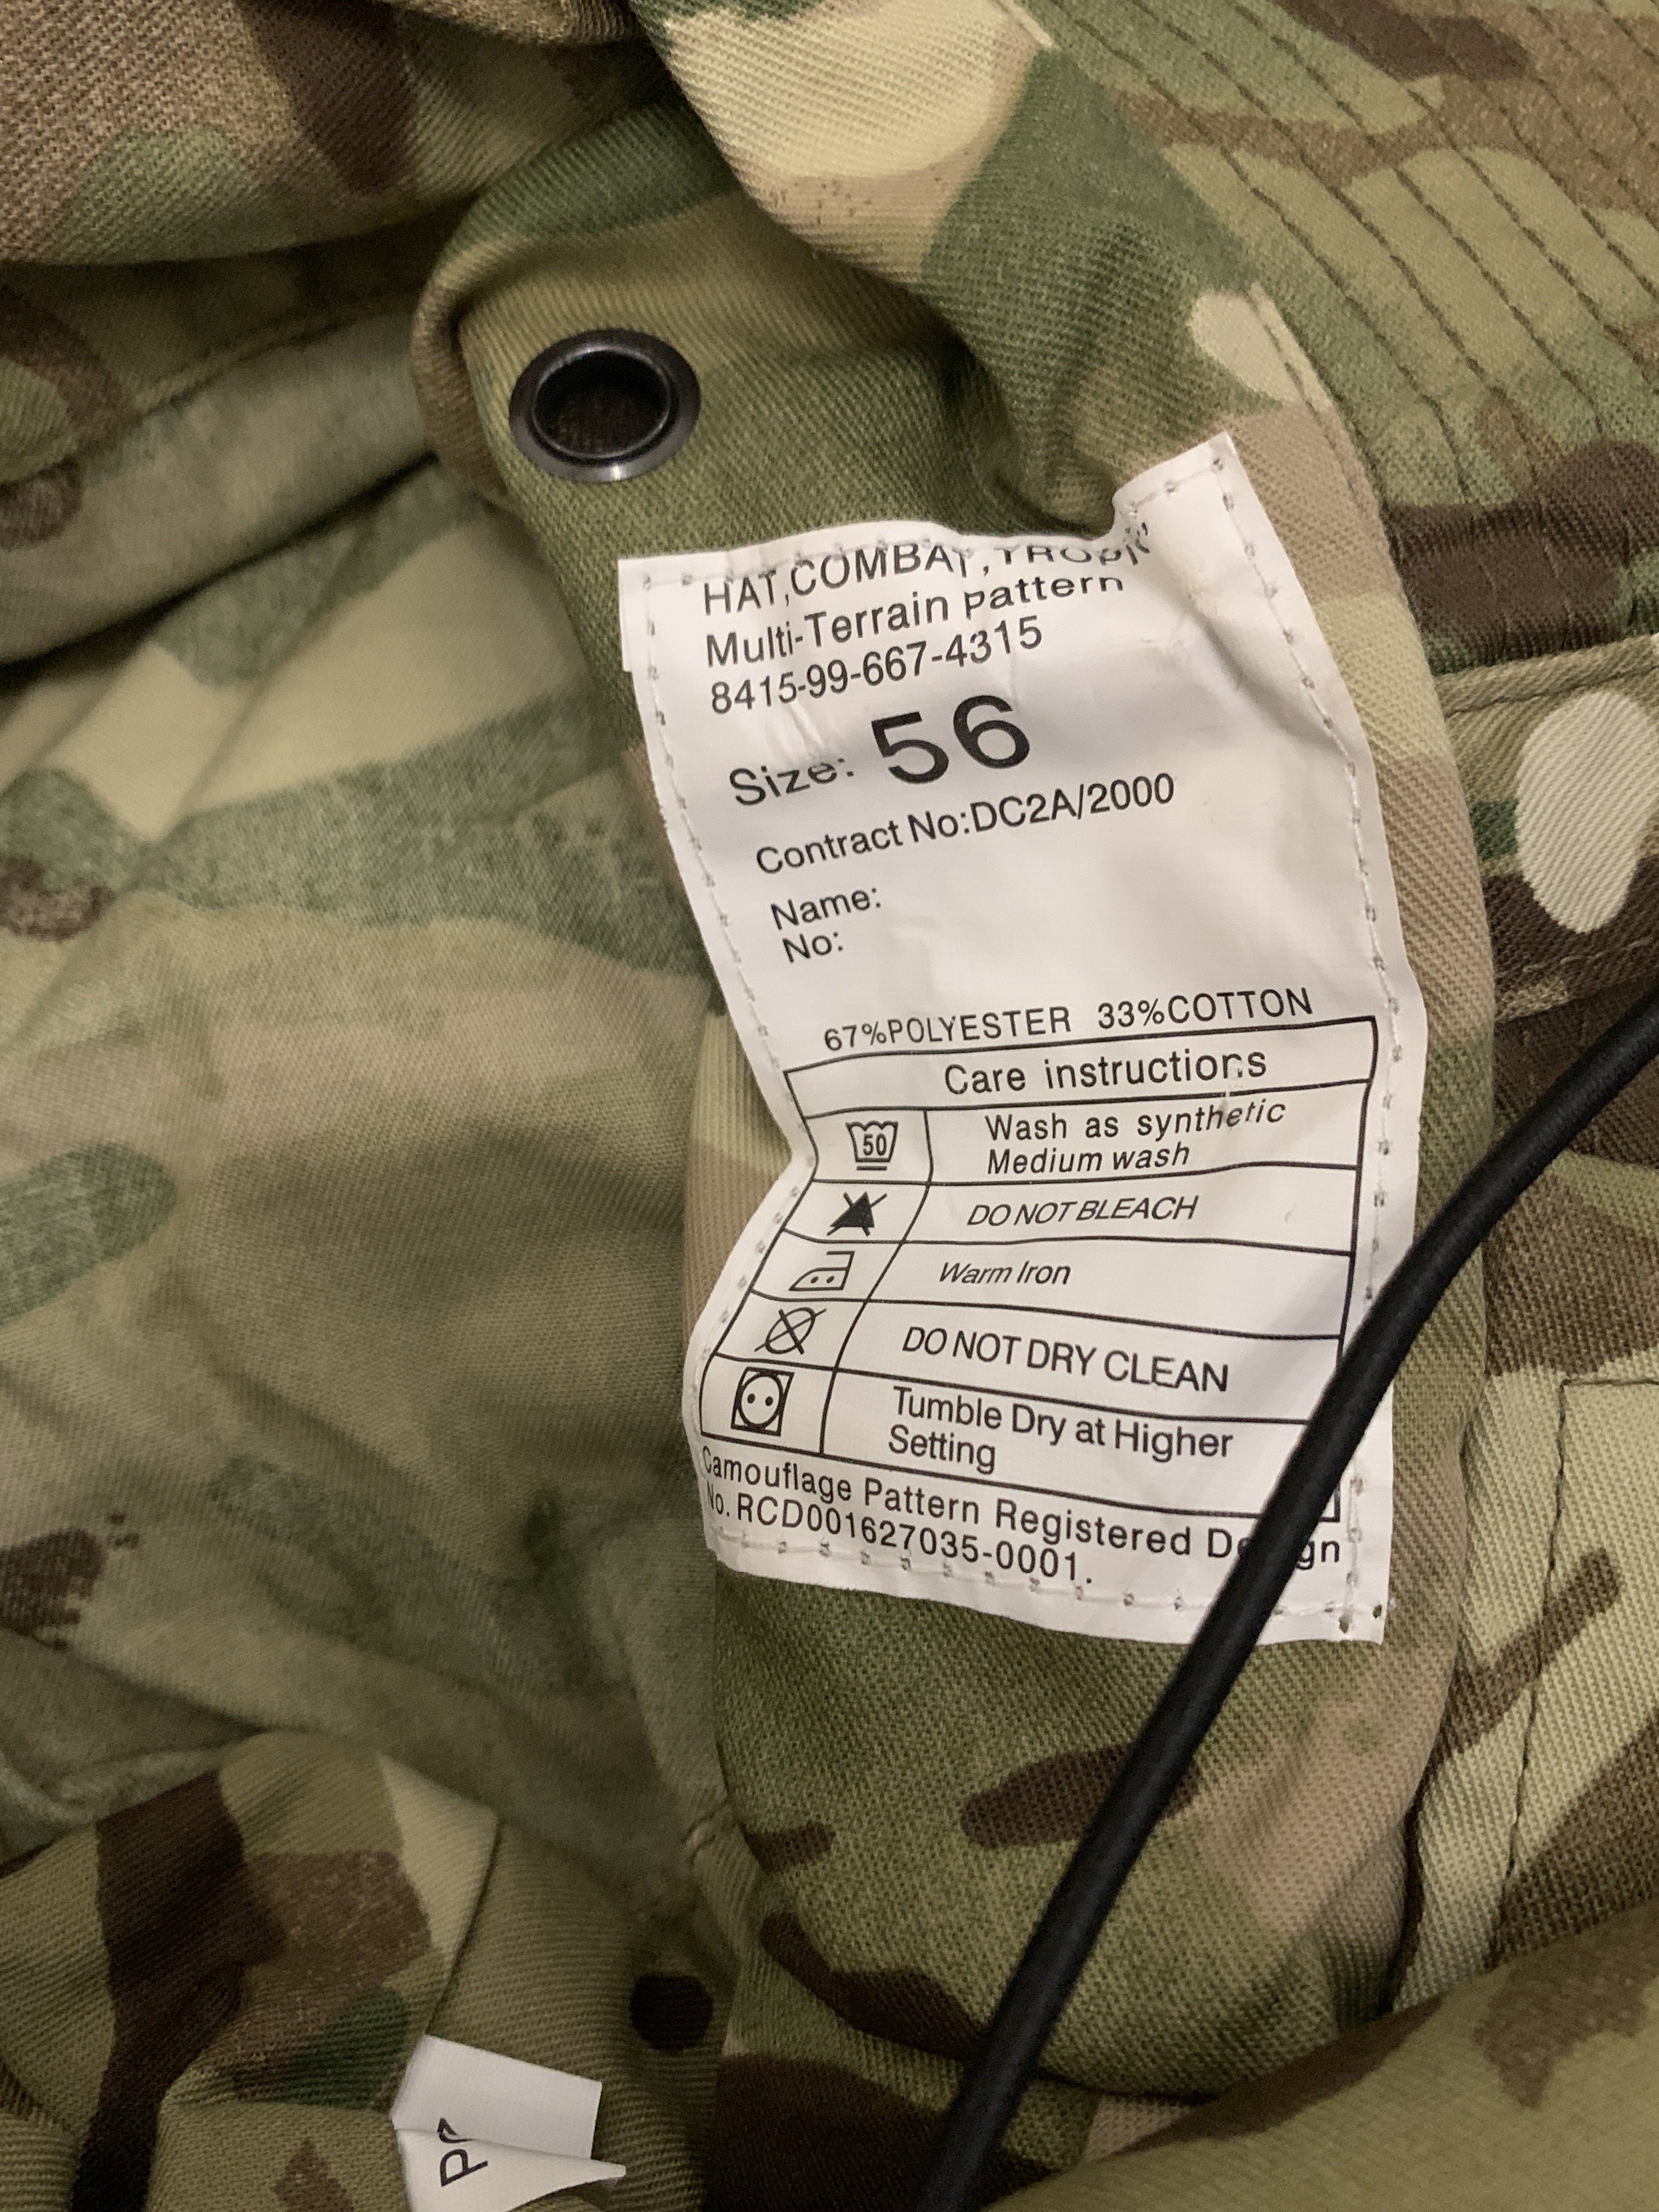 HAT,COMBAT,TROPI
Multi-Terrain pattern
8415-99-667-4315
Size: 56
Contract No:DC2A/2000
Name:
No:
67%POLYESTER 33%COTTON
Care instructions
50
Wash as synthetic
Medium wash
DO NOT BLEACH
Warm Iron
DO NOT DRY CLEAN
Tumble Dry at Higher
Setting
Camouflage Pattern Registered Design
No. RCD001627035-0001.